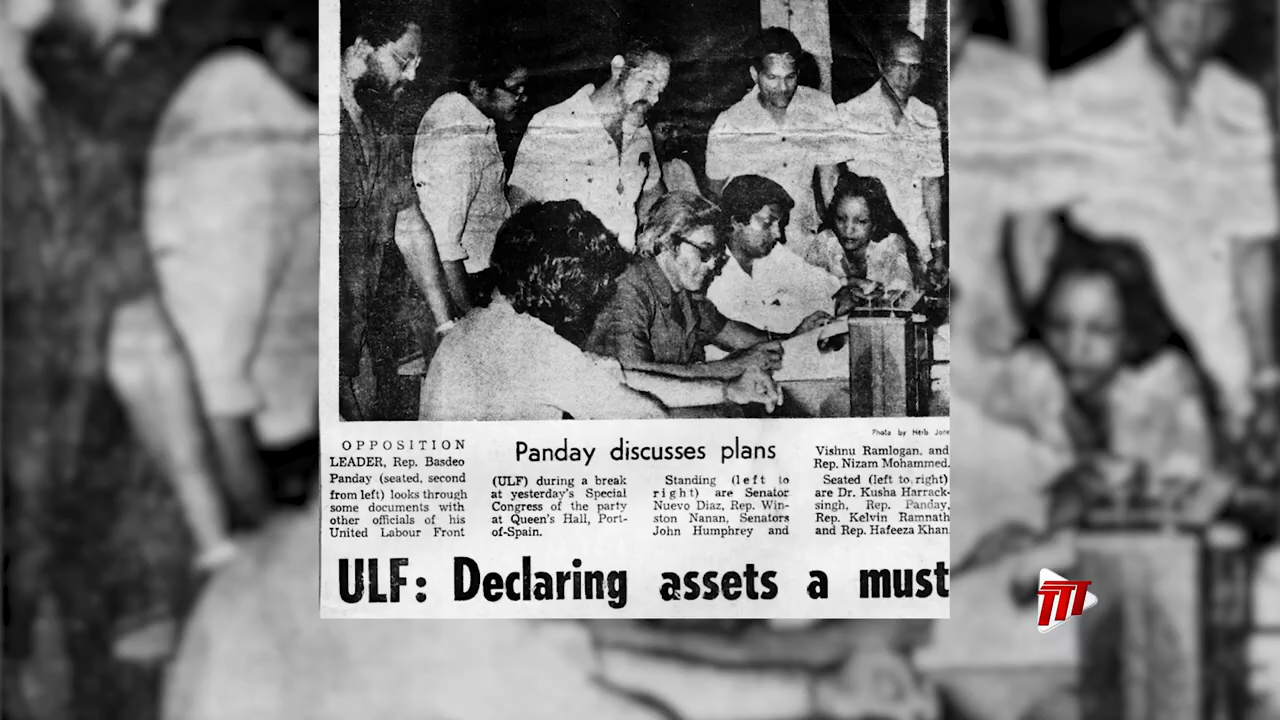 Photo by Herb Jone
OPPOSITION
LEADER, Rep. Basdeo
Panday (seated, second
from left) looks through
some documents with
other officials of his
United Labour Front
Panday discusses plans
(ULF) during a break
at yesterday's Special
Congress of the party
at Queen's Hall, Port-
of-Spain.
Standing (left to
right) are Senator
Nuevo Diaz, Rep. Win-
ston Nanan, Senators
John Humphrey and
Vishnu Ramlogan, and
Rep. Nizam Mohammed.
Seated (left to right)
are Dr. Kusha Harrack-
singh, Rep. Panday,
Rep. Kelvin Ramnath
and Rep. Hafeeza Khan.
ULF: Declaring assets a must
TTT